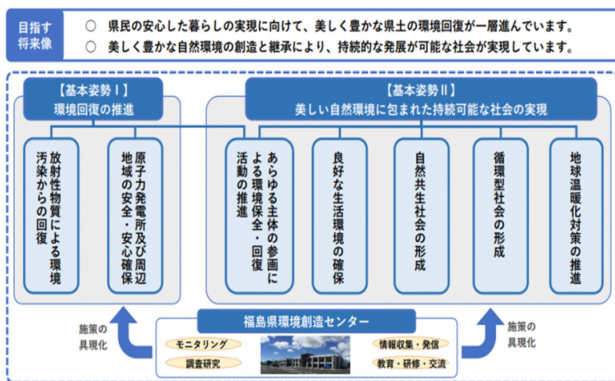 目指す
将来像
○ 県民の安心した暮らしの実現に向けて、美しく豊かな県土の環境回復が一層進んでいます。
○ 美しく豊かな自然環境の創造と継承により、持続的な発展が可能な社会が実現しています。
【基本姿勢Ⅰ】
環境回復の推進
【基本姿勢Ⅱ】
美しい自然環境に包まれた持続可能な社会の実現
放射性物質による環境
汚染からの回復
原子力発電所及び周辺
地域の安全・安心確保
あらゆる主体の参画に
よる環境保全・回復
活動の推進
良好な生活環境の確保
自然共生社会の形成
循環型社会の形成
地球温暖化対策の推進
施策の
具現化
福島県環境創造センター
モニタリング
調査研究
情報収集・発信
教育・研修・交流
施策の
具現化